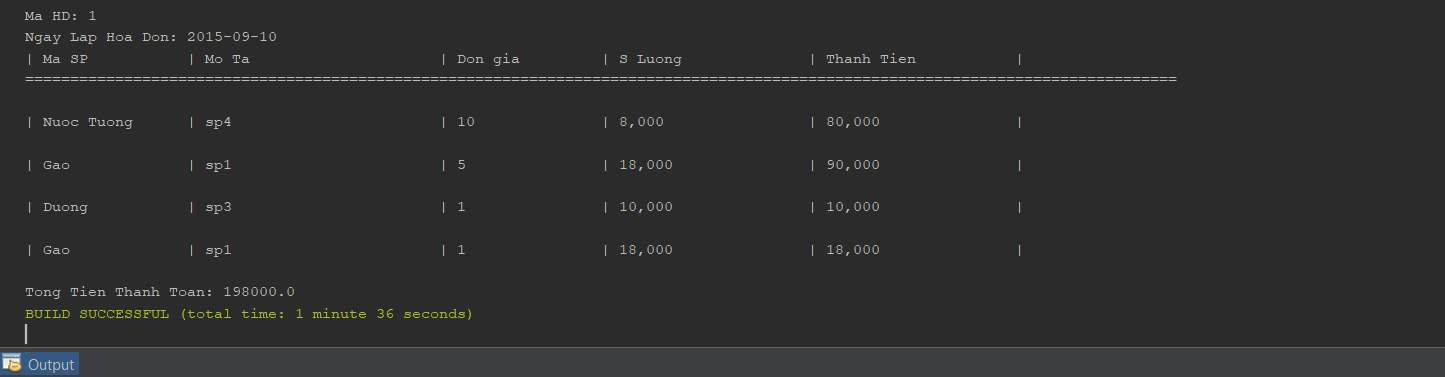 Ma HD: 1
Ngay Lap Hoa Don: 2015-09-10
| Ma SP | Mo Ta | Don gia | S Luong | Thanh Tien |
================================================================================================================================
| Nuoc Tuong | sp4 | 10 | 8,000 | 80,000 |
| Gao | sp1 | 5 | 18,000 | 90,000 |
| Duong | sp3 | 1 | 10,000 | 10,000 |
| Gao | sp1 | 1 | 18,000 | 18,000 |
Tong Tien Thanh Toan: 198000.0
BUILD SUCCESSFUL (total time: 1 minute 36 seconds)
Output